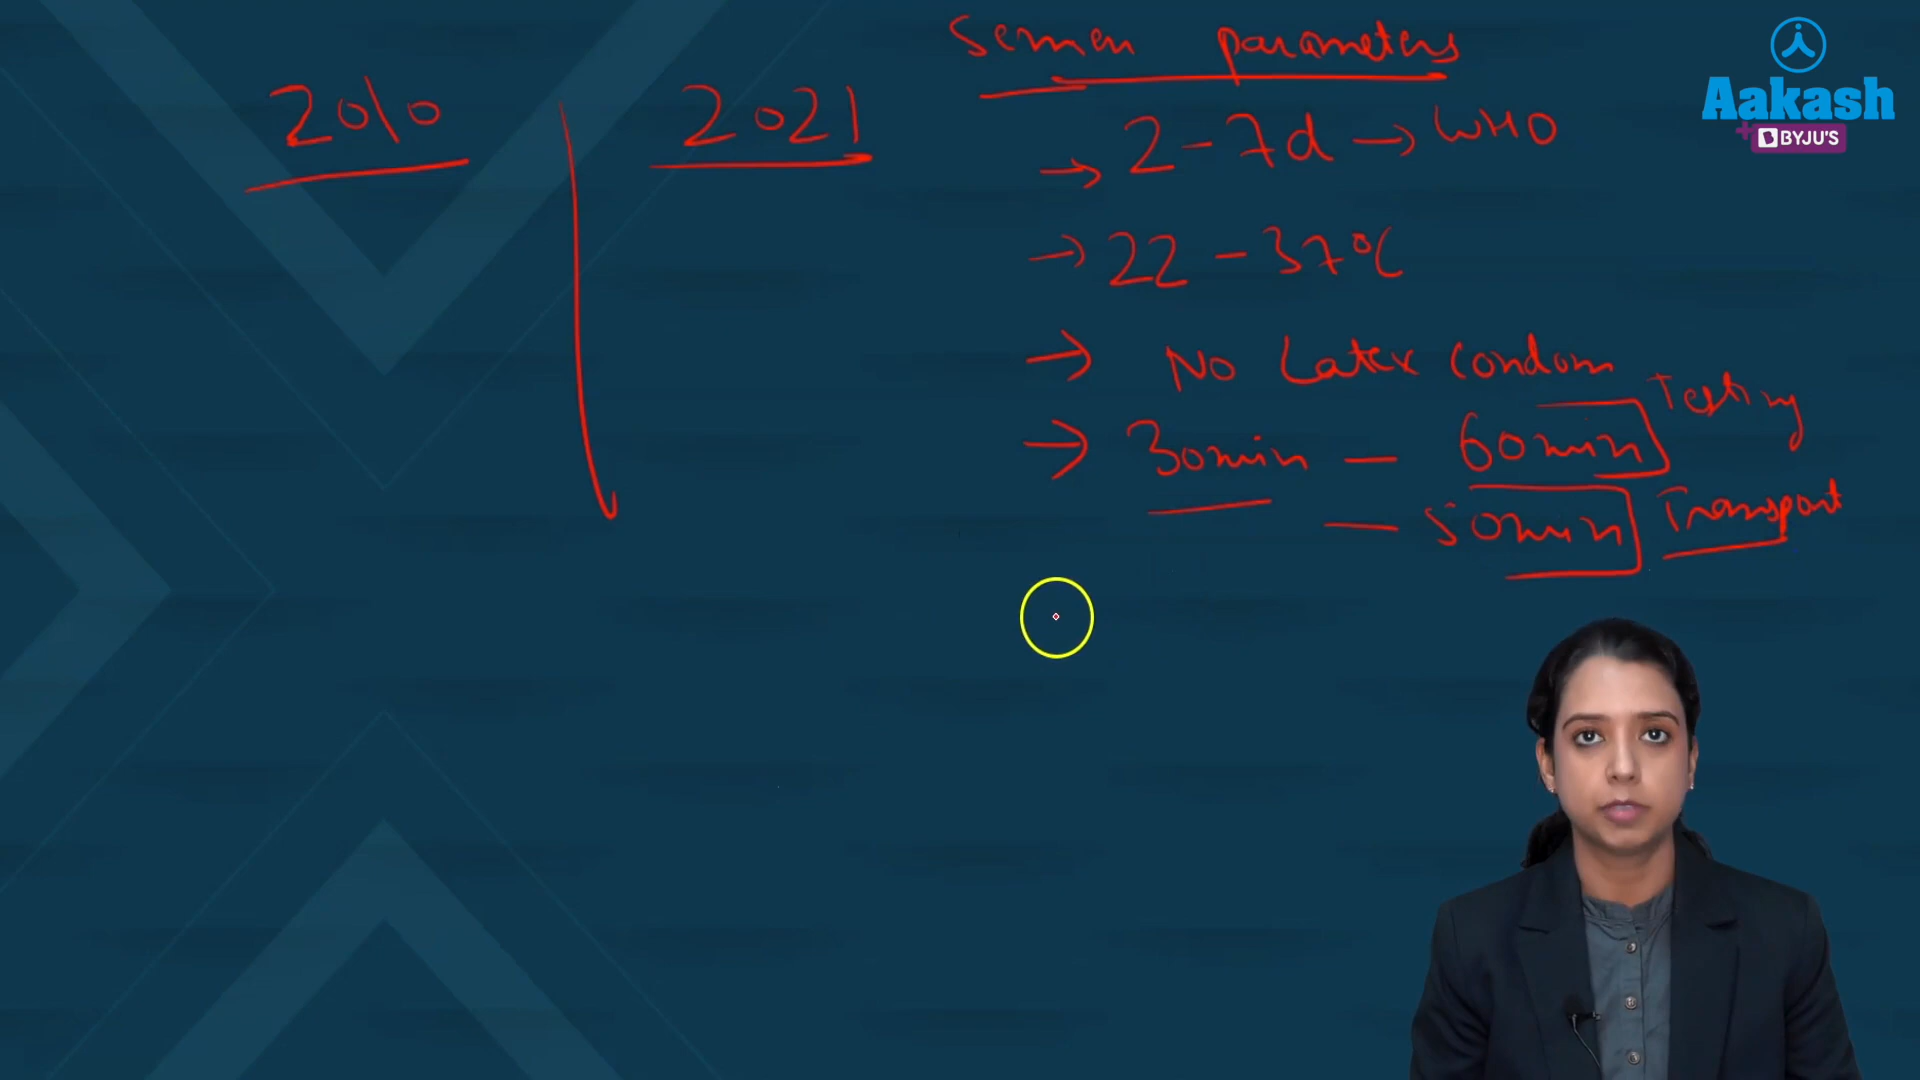 Semen parameters
2010 | 2021
→ 2-7d → WHO
→ 22 - 37°C
→ No Latex Condom
→ 30min - 60min] Testing
- 50min] Transport
Aakash
+ BYJU'S